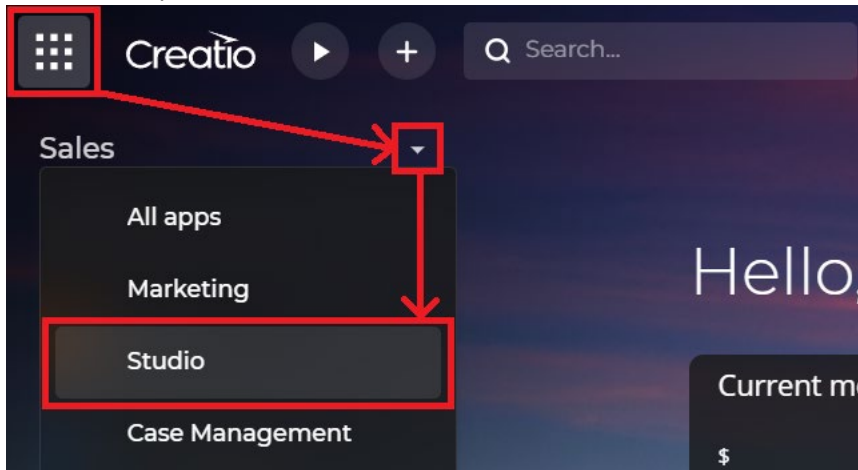 Creatio
Search...
Sales
All apps
Marketing
Hello,
Studio
Current m
Case Management
$